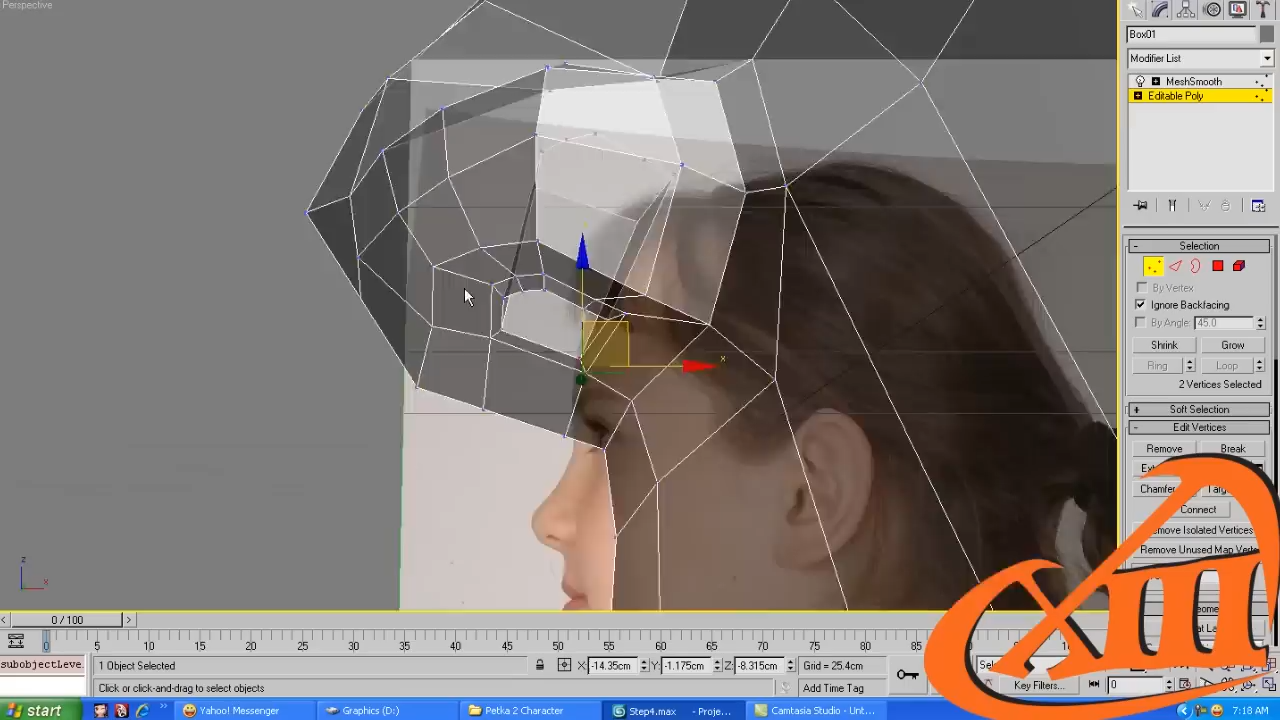 Perspective
Box01
Modifier List
MeshSmooth
Editable Poly
- Selection
By Vertex
Ignore Backfacing
By Angle: 45.0
Shrink Grow
Ring Loop
2 Vertices Selected
+ Soft Selection
- Edit Vertices
Remove Break
Chamfer
Connect
Remove Isolated Vertices
z
x
x
XIII
< 0 / 100 >
0 5 10 15 20 25 30 35 40 45 50 55 60 65 70 75 80 85 90
subobjectLeve
1 Object Selected X: -14.35cm Y: -1.175cm Z: -8.315cm Grid = 25.4cm
Click or click-and-drag to select objects Add Time Tag Key Filters... 0
start Yahoo! Messenger Graphics (D:) Petka 2 Character Step4.max - Proje... Camtasia Studio - Unt... 7:18 AM